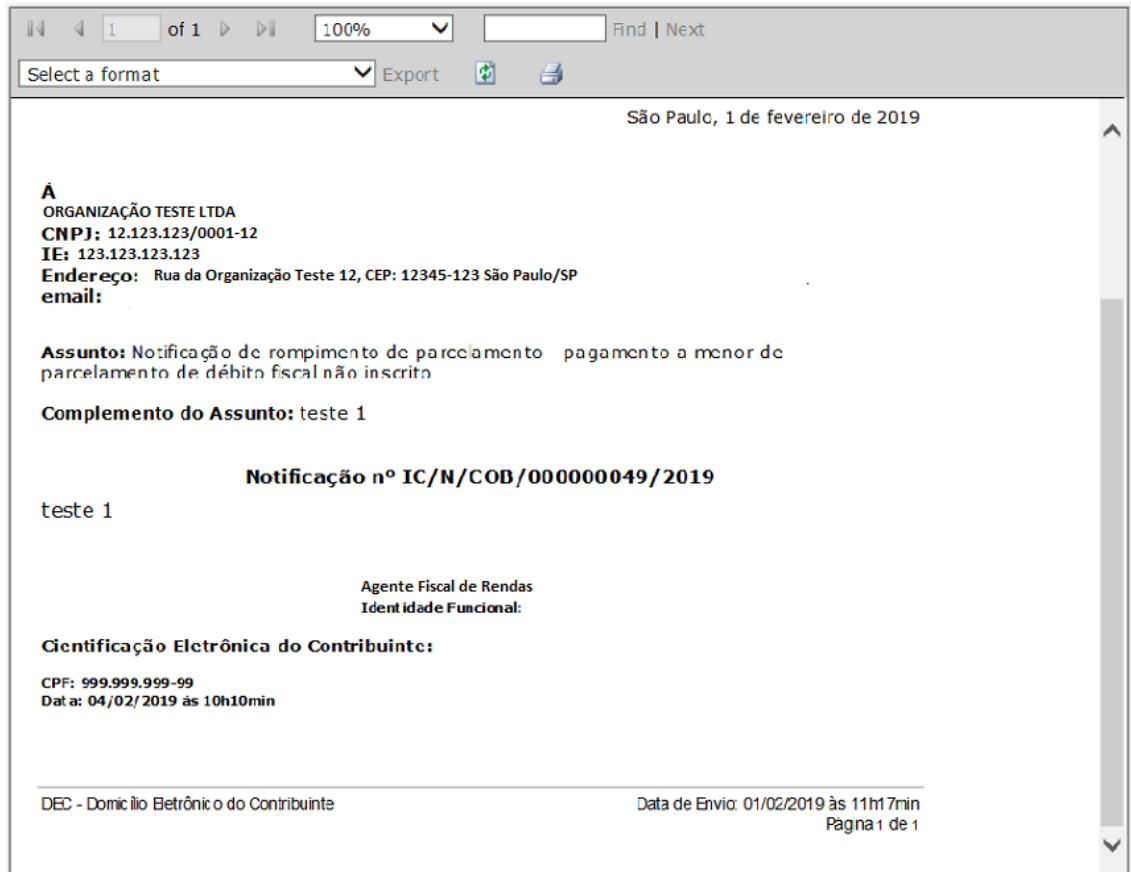 1 of 1 100% Find | Next
Select a format Export
São Paulo, 1 de fevereiro de 2019
À
ORGANIZAÇÃO TESTE LTDA
CNPJ: 12.123.123/0001-12
IE: 123.123.123.123
Endereço: Rua da Organização Teste 12, CEP: 12345-123 São Paulo/SP
email:
Assunto: Notificação de rompimento de parcelamento pagamento a menor de
parcelamento de débito fiscal não inscrito
Complemento do Assunto: teste 1
Notificação nº IC/N/COB/000000049/2019
teste 1
Agente Fiscal de Rendas
Identidade Funcional:
Cientificação Eletrônica do Contribuinte:
CPF: 999.999.999-99
Data: 04/02/2019 às 10h10min
DEC - Domicílio Eletrônico do Contribuinte Data de Envio: 01/02/2019 às 11h17min
Página 1 de 1